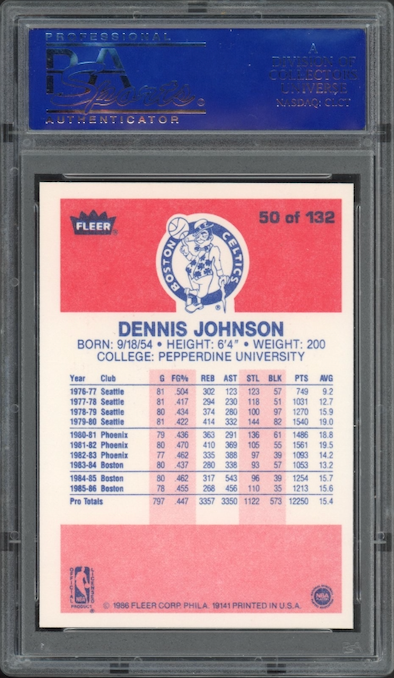 PROFESSIONAL
PSA
Sports
AUTHENTICATOR
A
DIVISION OF
COLLECTORS
UNIVERSE
NASDAQ: CLCT
FLEER
50 of 132
BOSTON CELTICS
DENNIS JOHNSON
BORN: 9/18/54 • HEIGHT: 6'4" • WEIGHT: 200
COLLEGE: PEPPERDINE UNIVERSITY
Year Club G FG% REB AST STL BLK PTS AVG
1976-77 Seattle 81 .504 302 123 123 57 749 9.2
1977-78 Seattle 81 .417 294 230 118 51 1031 12.7
1978-79 Seattle 80 .434 374 280 100 97 1270 15.9
1979-80 Seattle 81 .422 414 332 144 82 1540 19.0
1980-81 Phoenix 79 .436 363 291 136 61 1486 18.8
1981-82 Phoenix 80 .470 410 369 105 55 1561 19.5
1982-83 Phoenix 77 .462 335 388 97 39 1093 14.2
1983-84 Boston 80 .437 280 338 93 57 1053 13.2
1984-85 Boston 80 .462 317 543 96 39 1254 15.7
1985-86 Boston 78 .455 268 456 110 35 1213 15.6
Pro Totals 797 .447 3357 3350 1122 573 12250 15.4
NBA
© 1986 FLEER CORP. PHILA. 19141 PRINTED IN U.S.A.